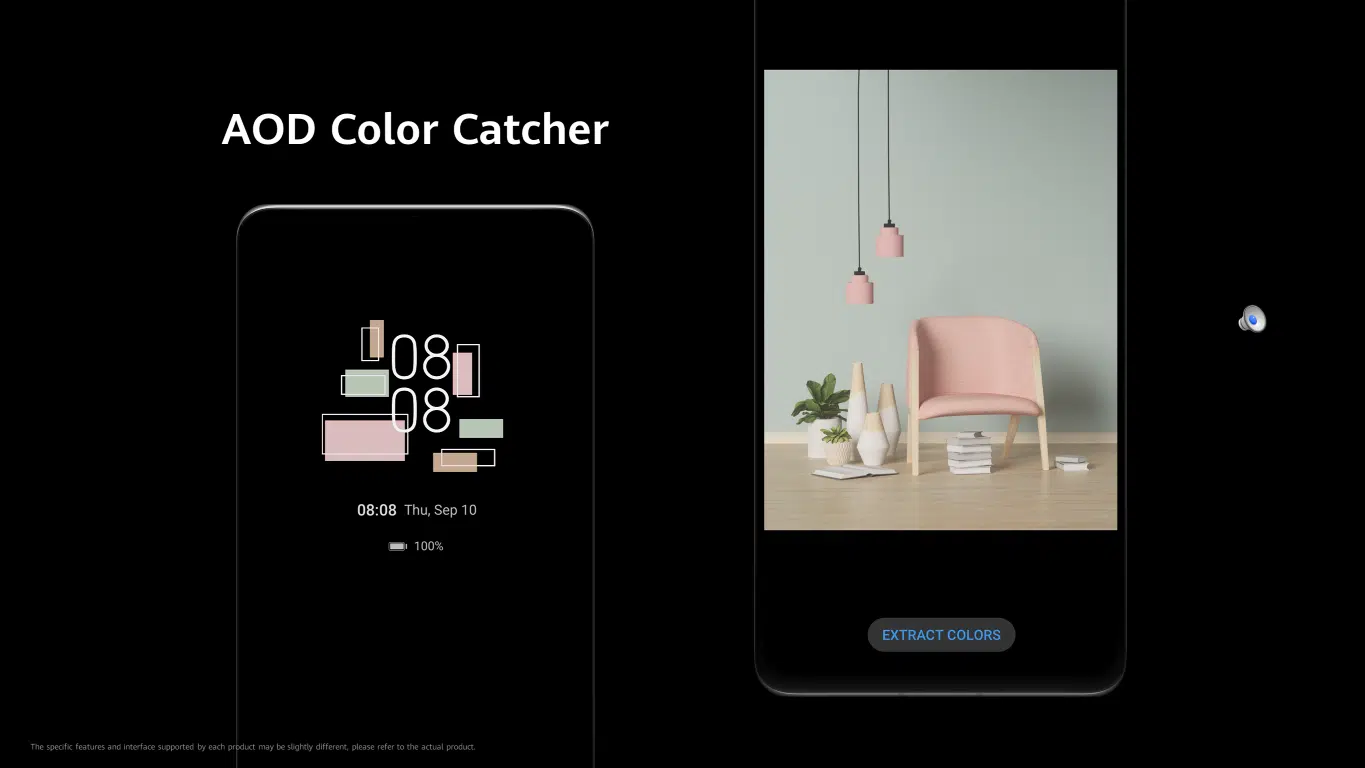 AOD Color Catcher
08
08
08:08 Thu, Sep 10
100%
EXTRACT COLORS
The specific features and interface supported by each product may be slightly different, please refer to the actual product.